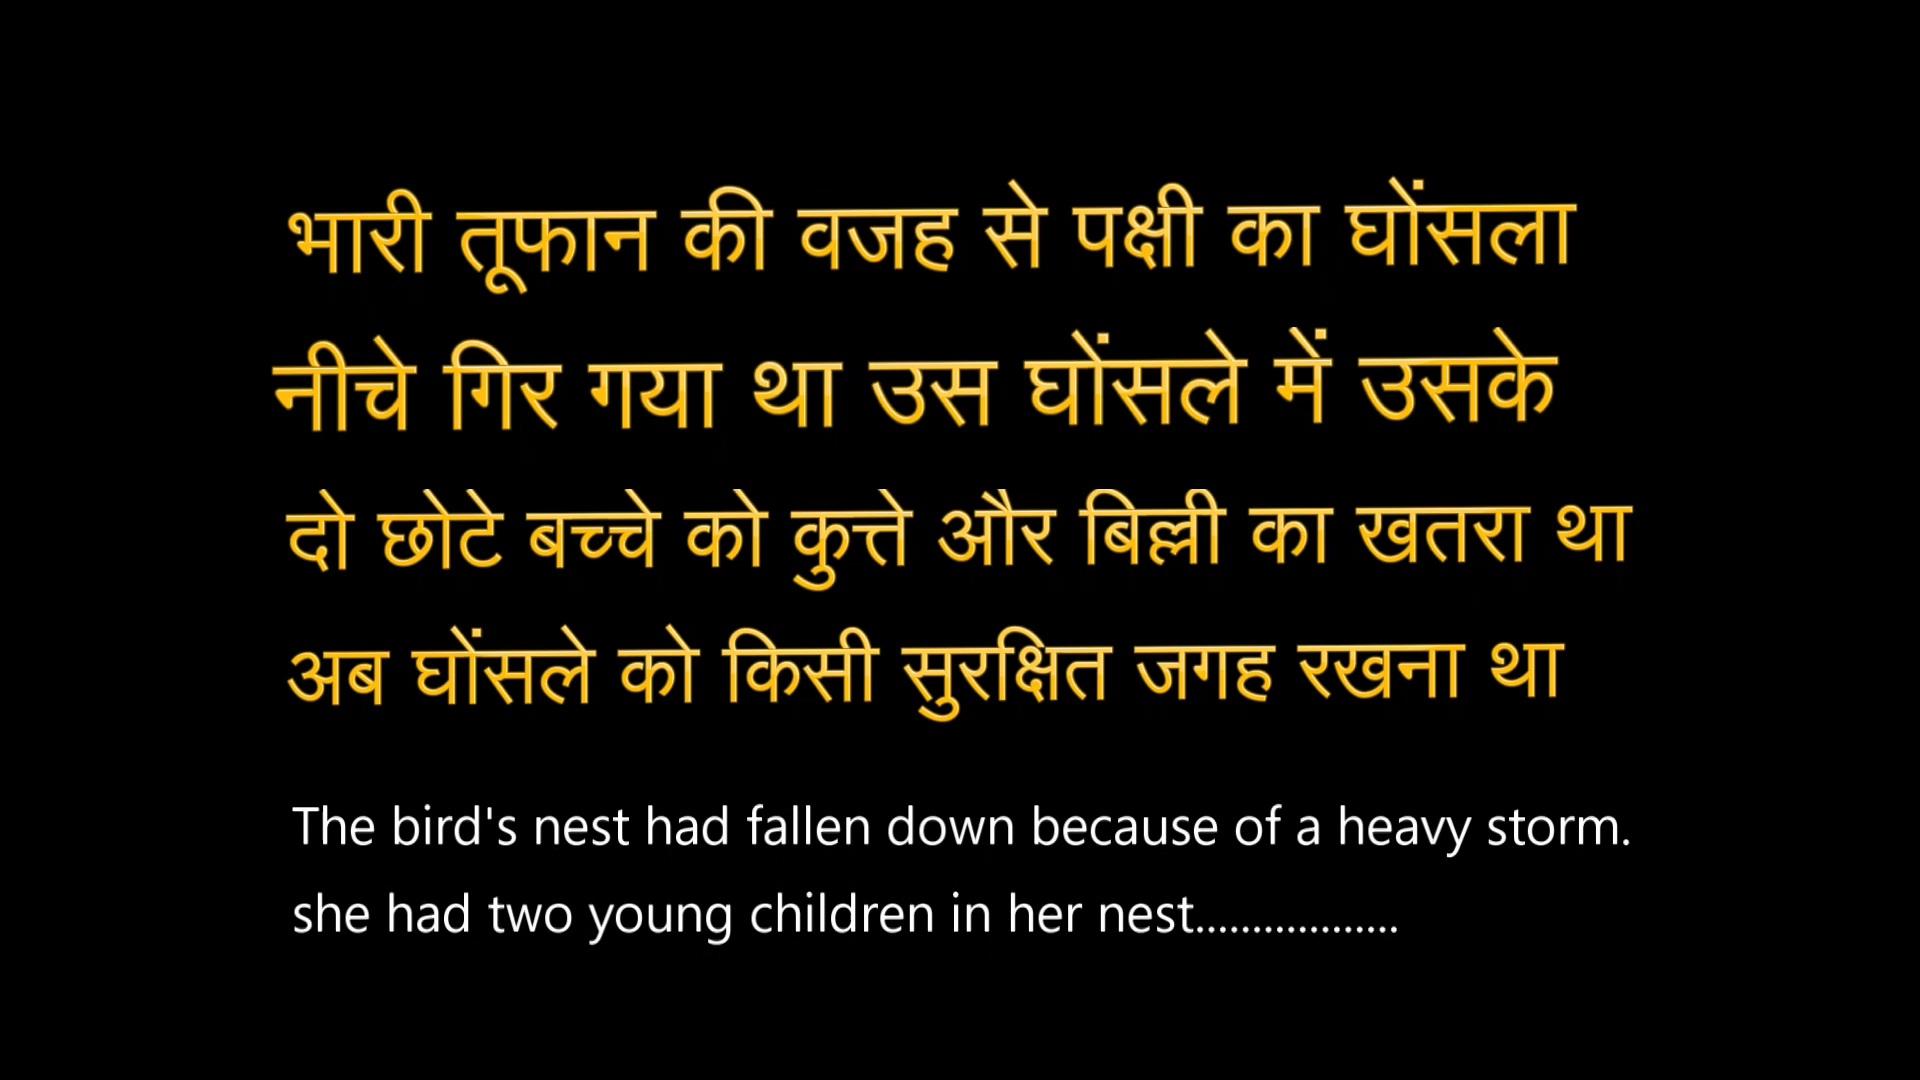 भारी तूफान की वजह से पक्षी का घोंसला
नीचे गिर गया था उस घोंसले में उसके
दो छोटे बच्चे को कुत्ते और बिल्ली का खतरा था
अब घोंसले को किसी सुरक्षित जगह रखना था
The bird's nest had fallen down because of a heavy storm.
she had two young children in her nest..................